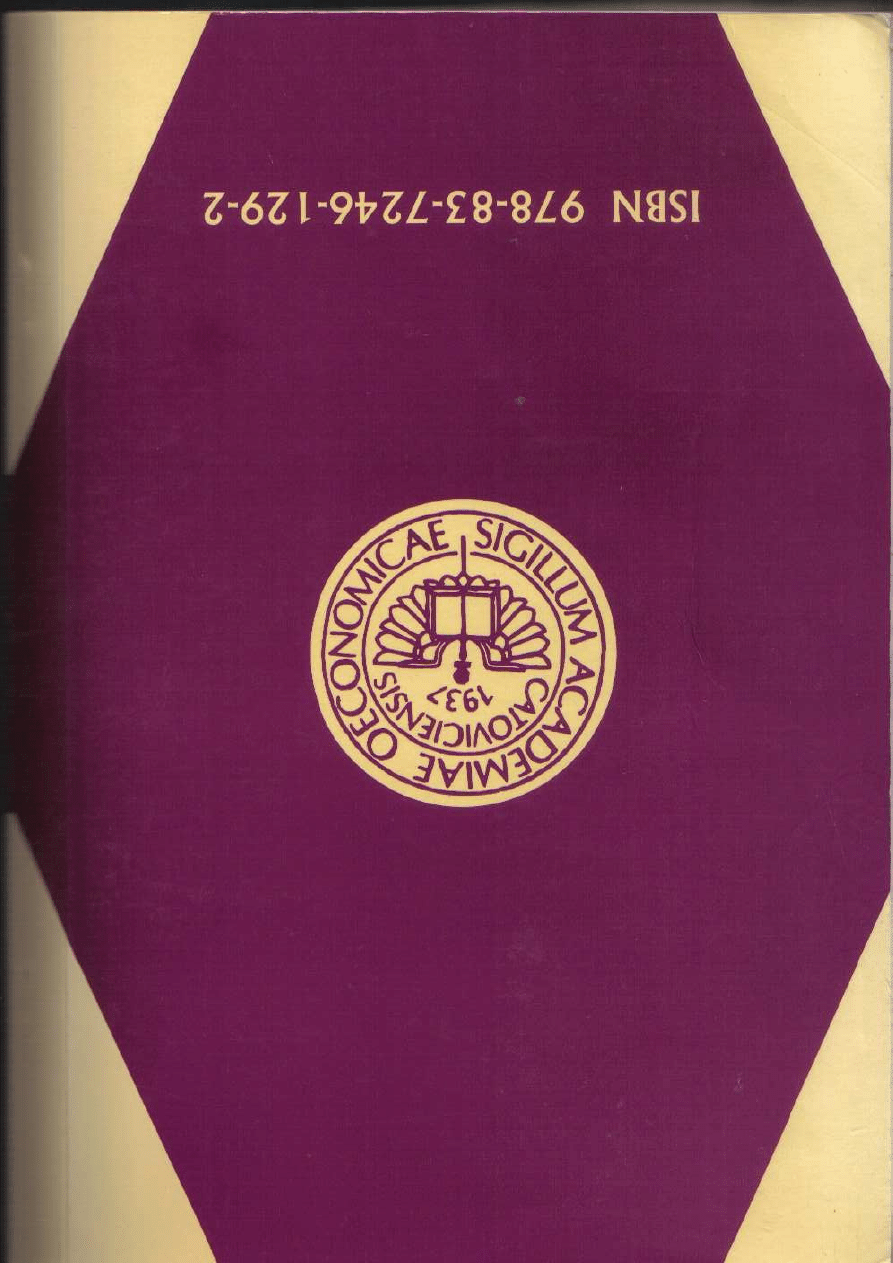 SIGILLUM ACADEMIAE OECONOMICAE
CATOVICIENSIS
1937
ISBN 978-83-7246-129-2